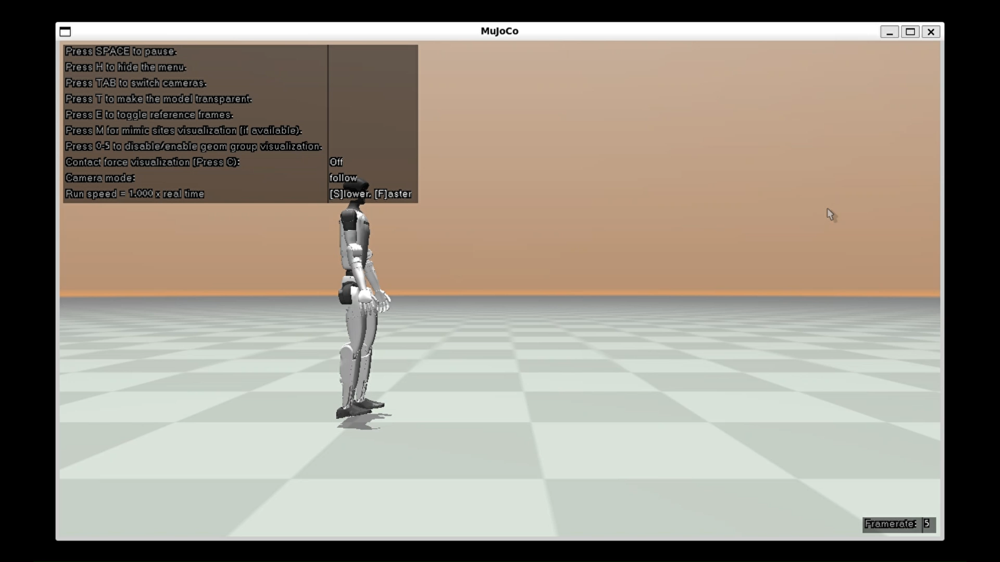 MuJoCo
Press SPACE to pause.
Press H to hide the menu.
Press TAB to switch cameras.
Press T to make the model transparent.
Press E to toggle reference frames.
Press M for mimic sites visualization (if available).
Press 0-5 to disable/enable geom group visualization.
Contact force visualization (Press C): Off
Camera mode: follow
Run speed = 1.000 x real time [S]lower, [F]aster
Framerate: 5